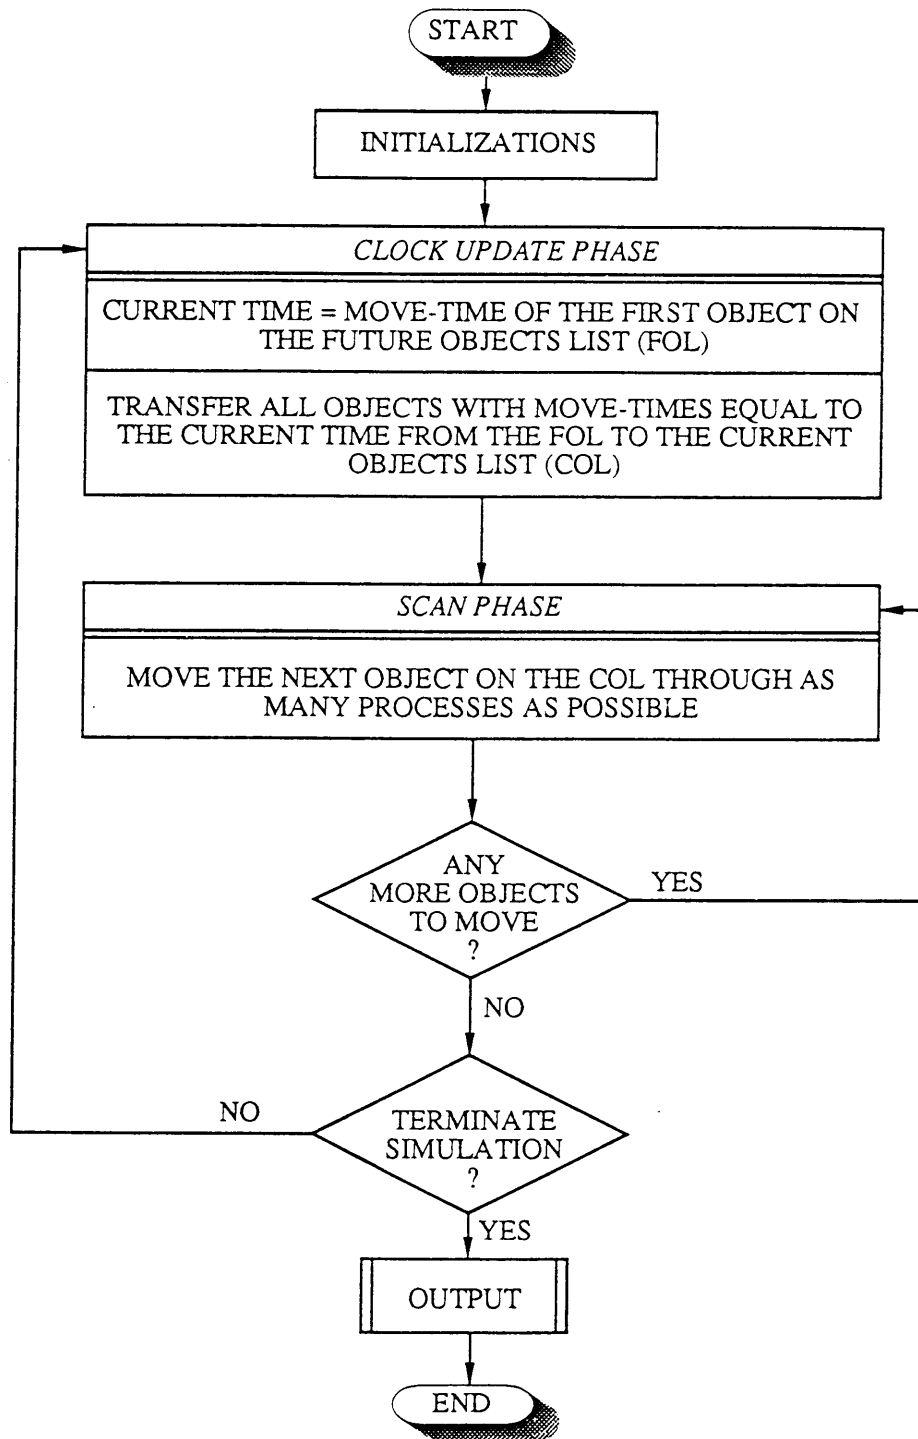 START
INITIALIZATIONS
CLOCK UPDATE PHASE
CURRENT TIME = MOVE-TIME OF THE FIRST OBJECT ON
THE FUTURE OBJECTS LIST (FOL)
TRANSFER ALL OBJECTS WITH MOVE-TIMES EQUAL TO
THE CURRENT TIME FROM THE FOL TO THE CURRENT
OBJECTS LIST (COL)
SCAN PHASE
MOVE THE NEXT OBJECT ON THE COL THROUGH AS
MANY PROCESSES AS POSSIBLE
ANY
MORE OBJECTS
TO MOVE
?
YES
NO
TERMINATE
SIMULATION
?
NO
YES
OUTPUT
END